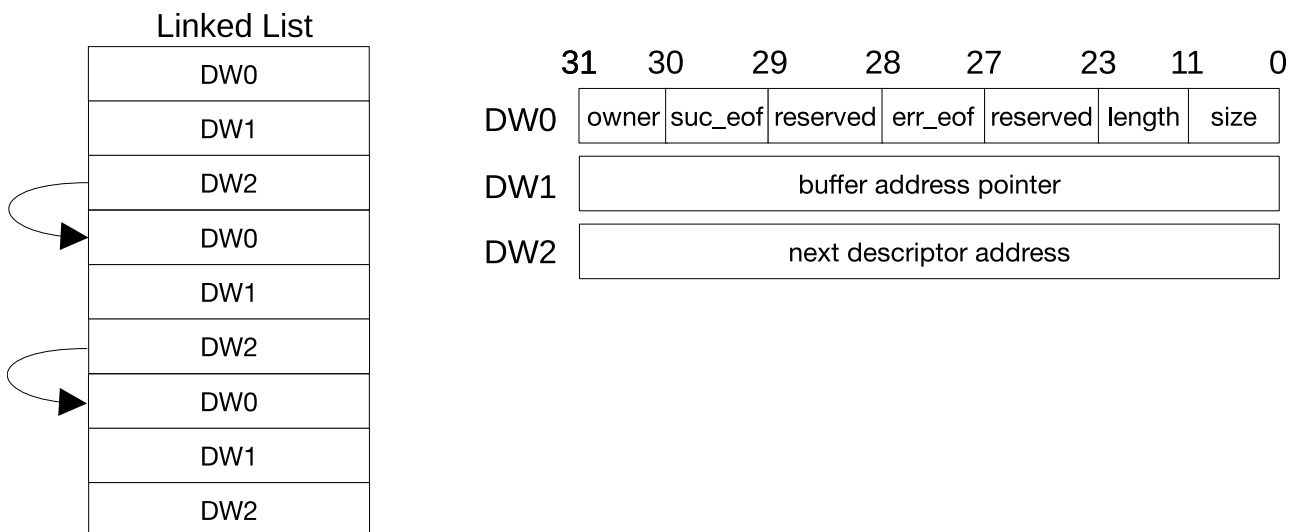 Linked List
DW0
DW1
DW2
DW0
DW1
DW2
DW0
DW1
DW2
31 30 29 28 27 23 11 0
DW0 owner suc_eof reserved err_eof reserved length size
DW1 buffer address pointer
DW2 next descriptor address